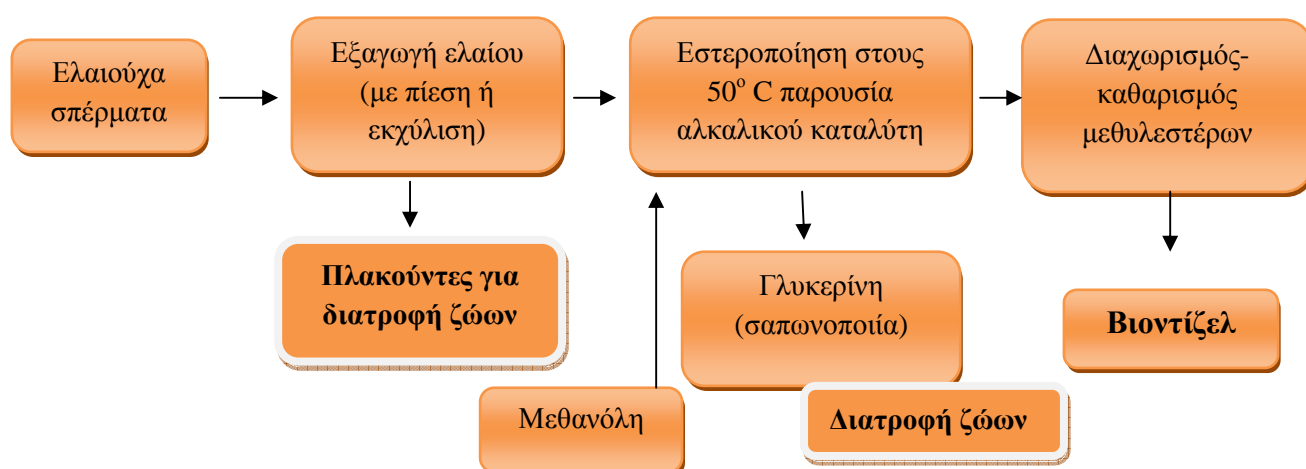 Ελαιούχα
σπέρματα
Εξαγωγή ελαίου
(με πίεση ή
εκχύλιση)
Εστεροποίηση στους
50º C παρουσία
αλκαλικού καταλύτη
Διαχωρισμός-
καθαρισμός
μεθυλεστέρων
Πλακούντες για
διατροφή ζώων
Γλυκερίνη
(σαπωνοποιία)
Βιοντίζελ
Μεθανόλη
Διατροφή ζώων